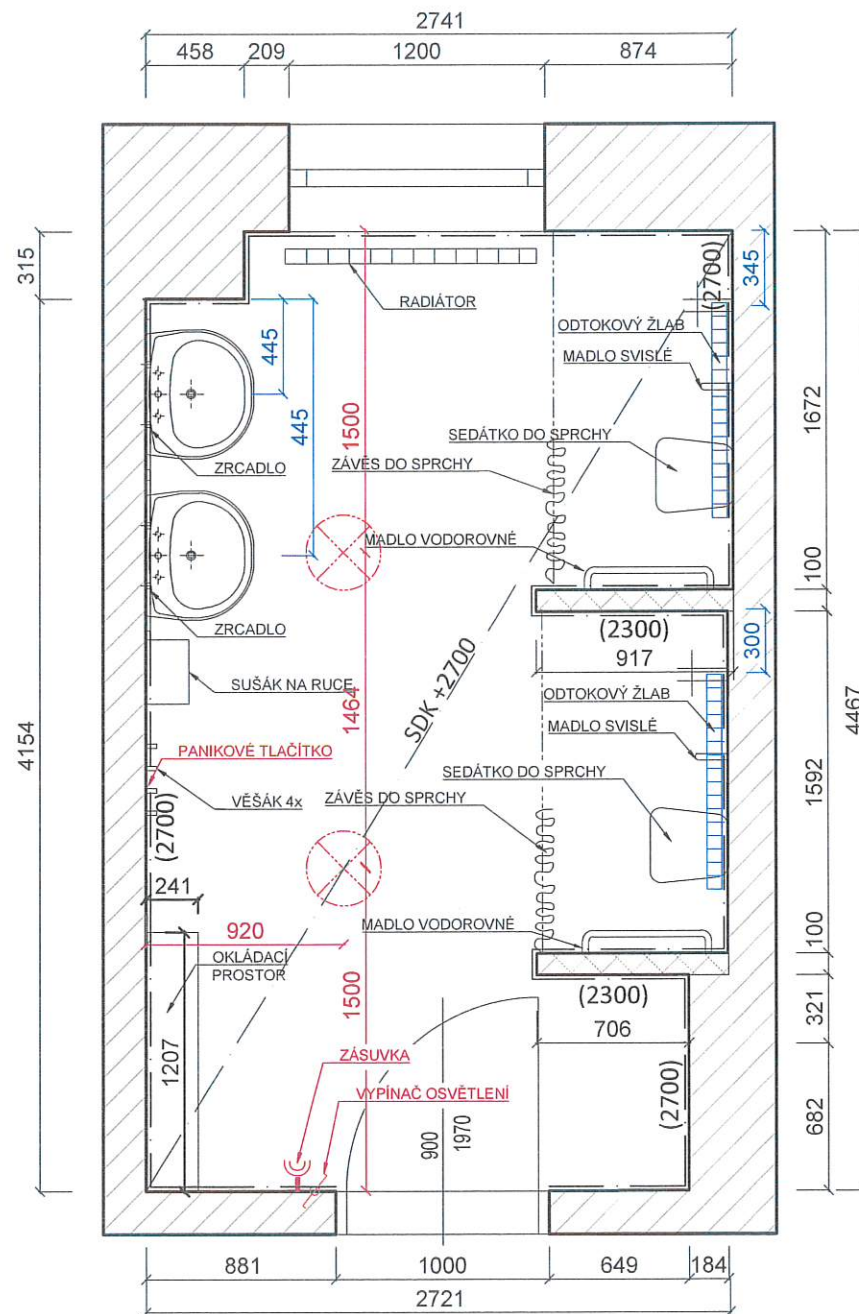 2741
458
209
1200
874
315
345
(2700)
RADIÁTOR
ODTOKOVÝ ŽLAB
445
MADLO SVISLÉ
1672
445
1500
SEDÁTKO DO SPRCHY
ZRCADLO
ZÁVĚS DO SPRCHY
MADLO VODOROVNÉ
100
ZRCADLO
(2300)
300
917
SUŠÁK NA RUCE
SDK +2700
1464
ODTOKOVÝ ŽLAB
4467
4154
PANIKOVÉ TLAČÍTKO
MADLO SVISLÉ
SEDÁTKO DO SPRCHY
1592
VĚŠÁK 4x
ZÁVĚS DO SPRCHY
(2700)
241
920
MADLO VODOROVNÉ
100
OKLÁDACÍ
PROSTOR
1500
(2300)
321
706
1207
ZÁSUVKA
(2700)
VYPÍNAČ OSVĚTLENÍ
682
900
1970
881
1000
649
184
2721